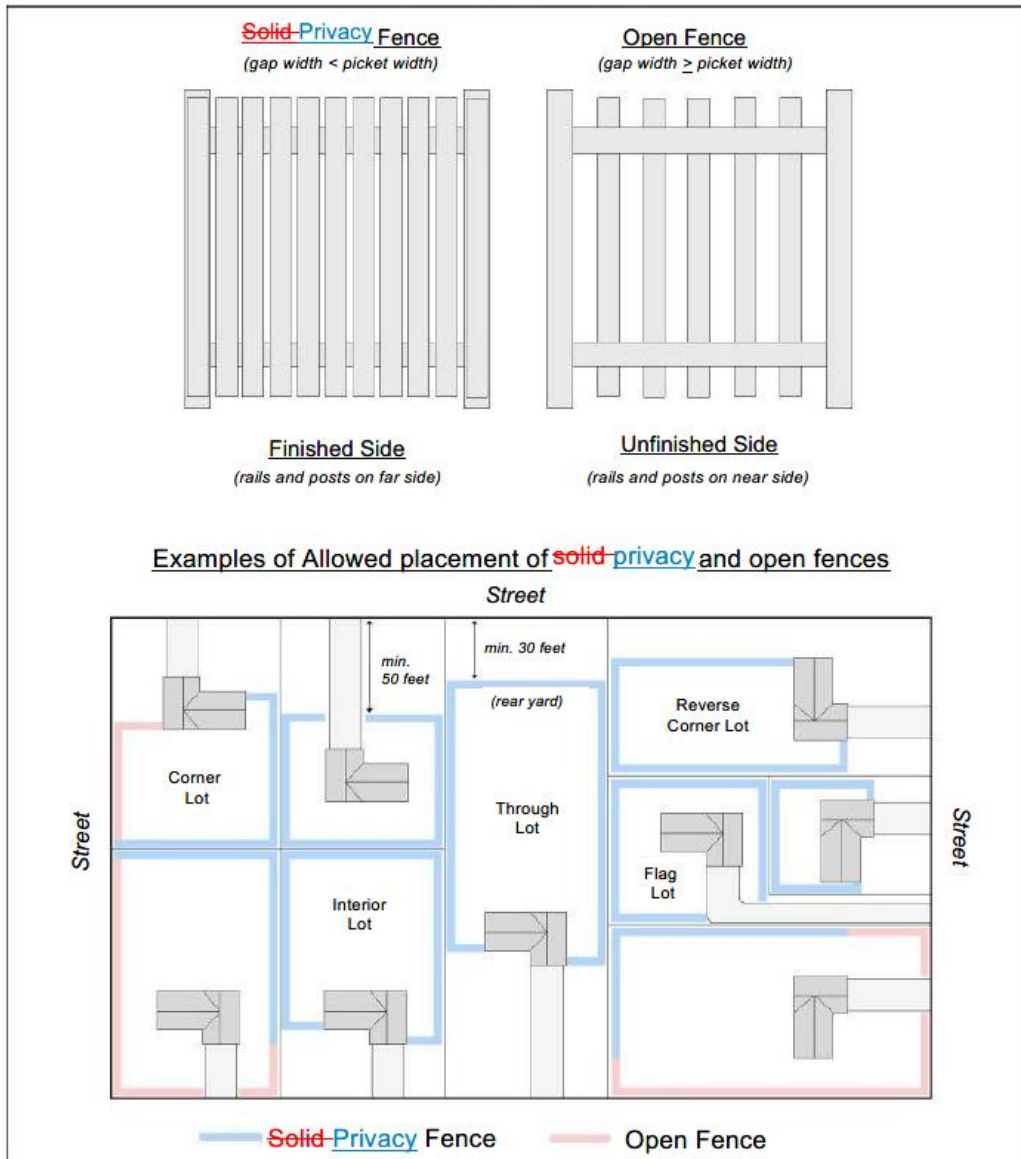 Solid Privacy Fence
(gap width < picket width)
Open Fence
(gap width ≥ picket width)
Finished Side
(rails and posts on far side)
Unfinished Side
(rails and posts on near side)
Examples of Allowed placement of solid privacy and open fences
Street
min.
50 feet
min. 30 feet
(rear yard)
Reverse
Corner Lot
Corner
Lot
Through
Lot
Street
Street
Interior
Lot
Flag
Lot
Solid Privacy Fence
Open Fence